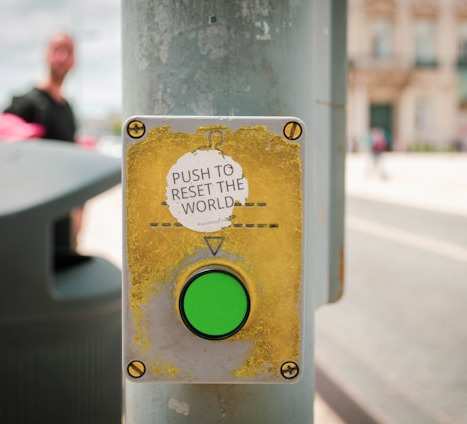 PUSH TO
RESET THE
WORLD